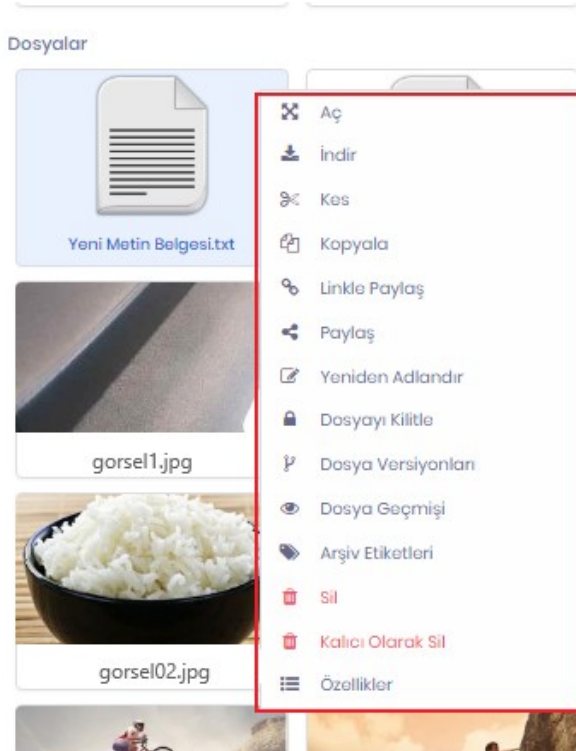 Dosyalar
Yeni Metin Belgesi.txt
Aç
İndir
Kes
Kopyala
Linkle Paylaş
Paylaş
Yeniden Adlandır
Dosyayı Kilitle
Dosya Versiyonları
Dosya Geçmişi
Arşiv Etiketleri
Sil
Kalıcı Olarak Sil
Özellikler
gorsel1.jpg
gorsel02.jpg